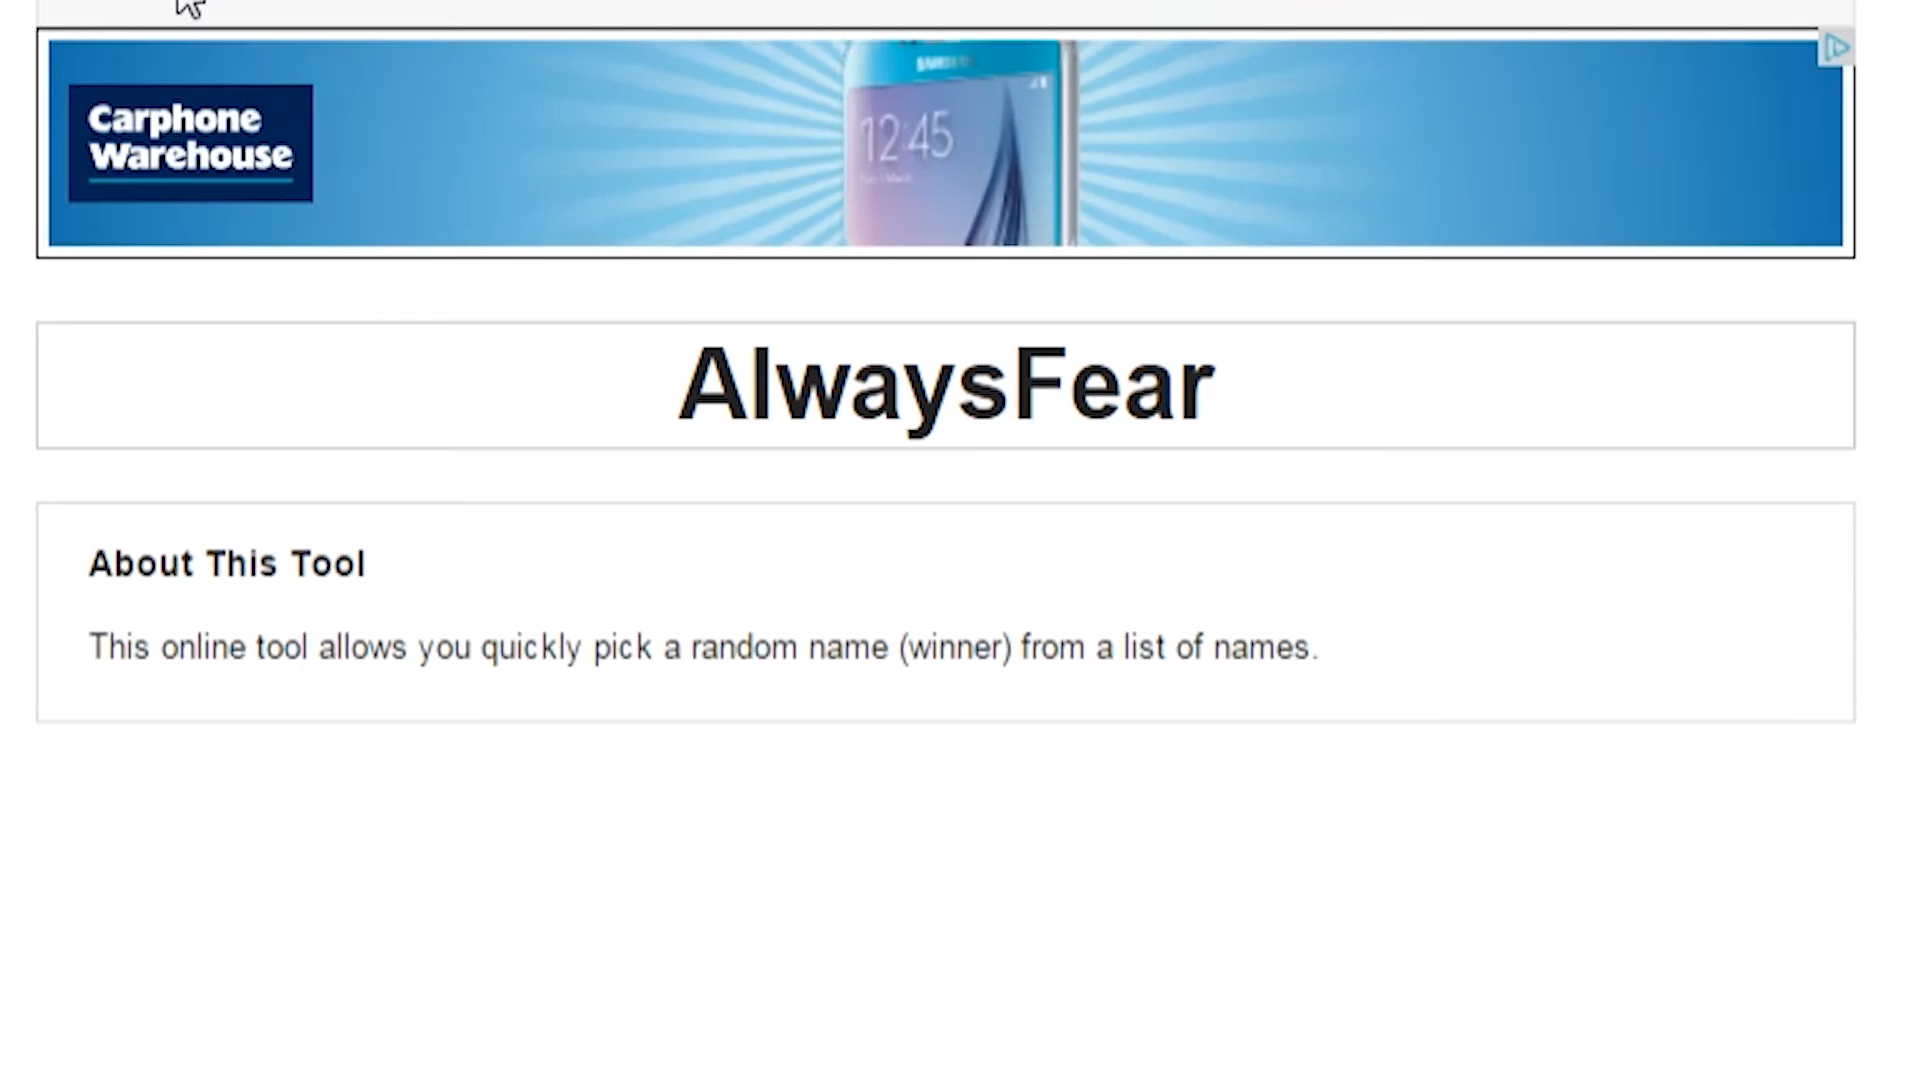 Carphone
Warehouse
SAMSUNG
12:45
AlwaysFear
About This Tool
This online tool allows you quickly pick a random name (winner) from a list of names.